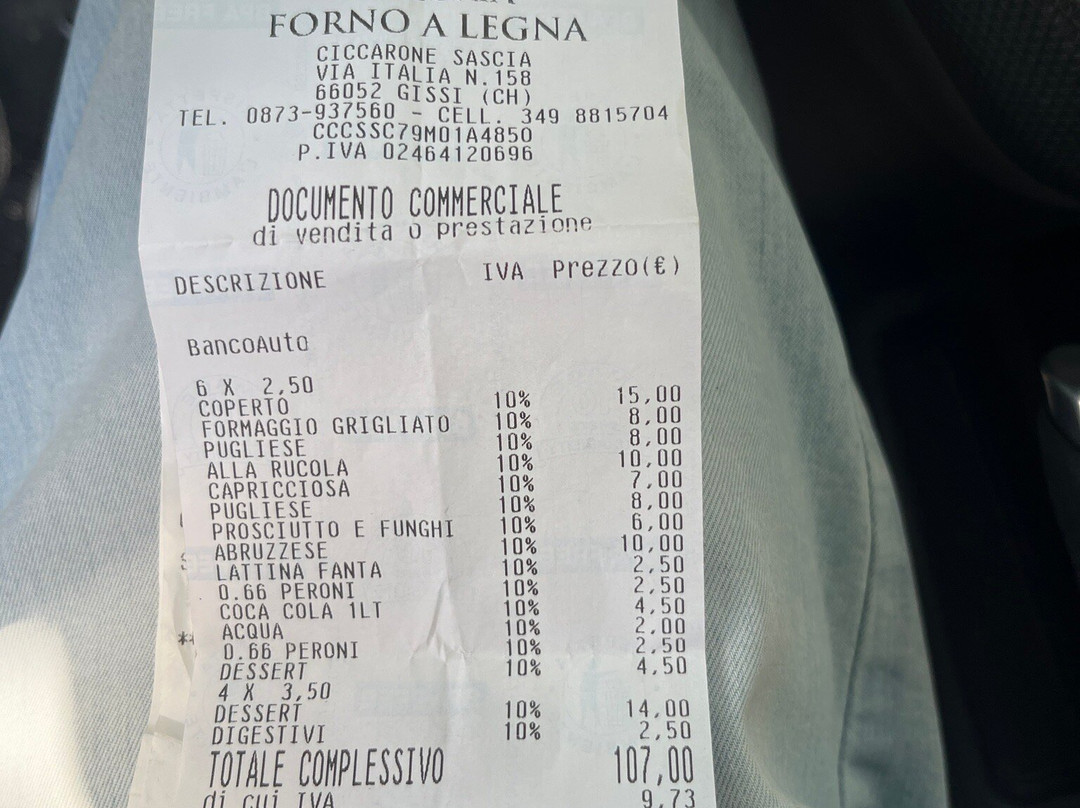 FORNO A LEGNA
CICCARONE SASCIA
VIA ITALIA N.158
66052 GISSI (CH)
TEL. 0873-937560 - CELL. 349 8815704
CCCSSC79M01A4850
P.IVA 02464120696
DOCUMENTO COMMERCIALE
di vendita o prestazione
DESCRIZIONE IVA Prezzo(€)
BancoAuto
6 X 2,50
COPERTO 10% 15,00
FORMAGGIO GRIGLIATO 10% 8,00
PUGLIESE 10% 8,00
ALLA RUCOLA 10% 10,00
CAPRICCIOSA 10% 7,00
PUGLIESE 10% 8,00
PROSCIUTTO E FUNGHI 10% 6,00
ABRUZZESE 10% 10,00
LATTINA FANTA 10% 2,50
0.66 PERONI 10% 2,50
COCA COLA 1LT 10% 4,50
ACQUA 10% 2,00
0.66 PERONI 10% 2,50
DESSERT 10% 4,50
4 X 3,50
DESSERT 10% 14,00
DIGESTIVI 10% 2,50
TOTALE COMPLESSIVO 107,00
di cui IVA 9,73